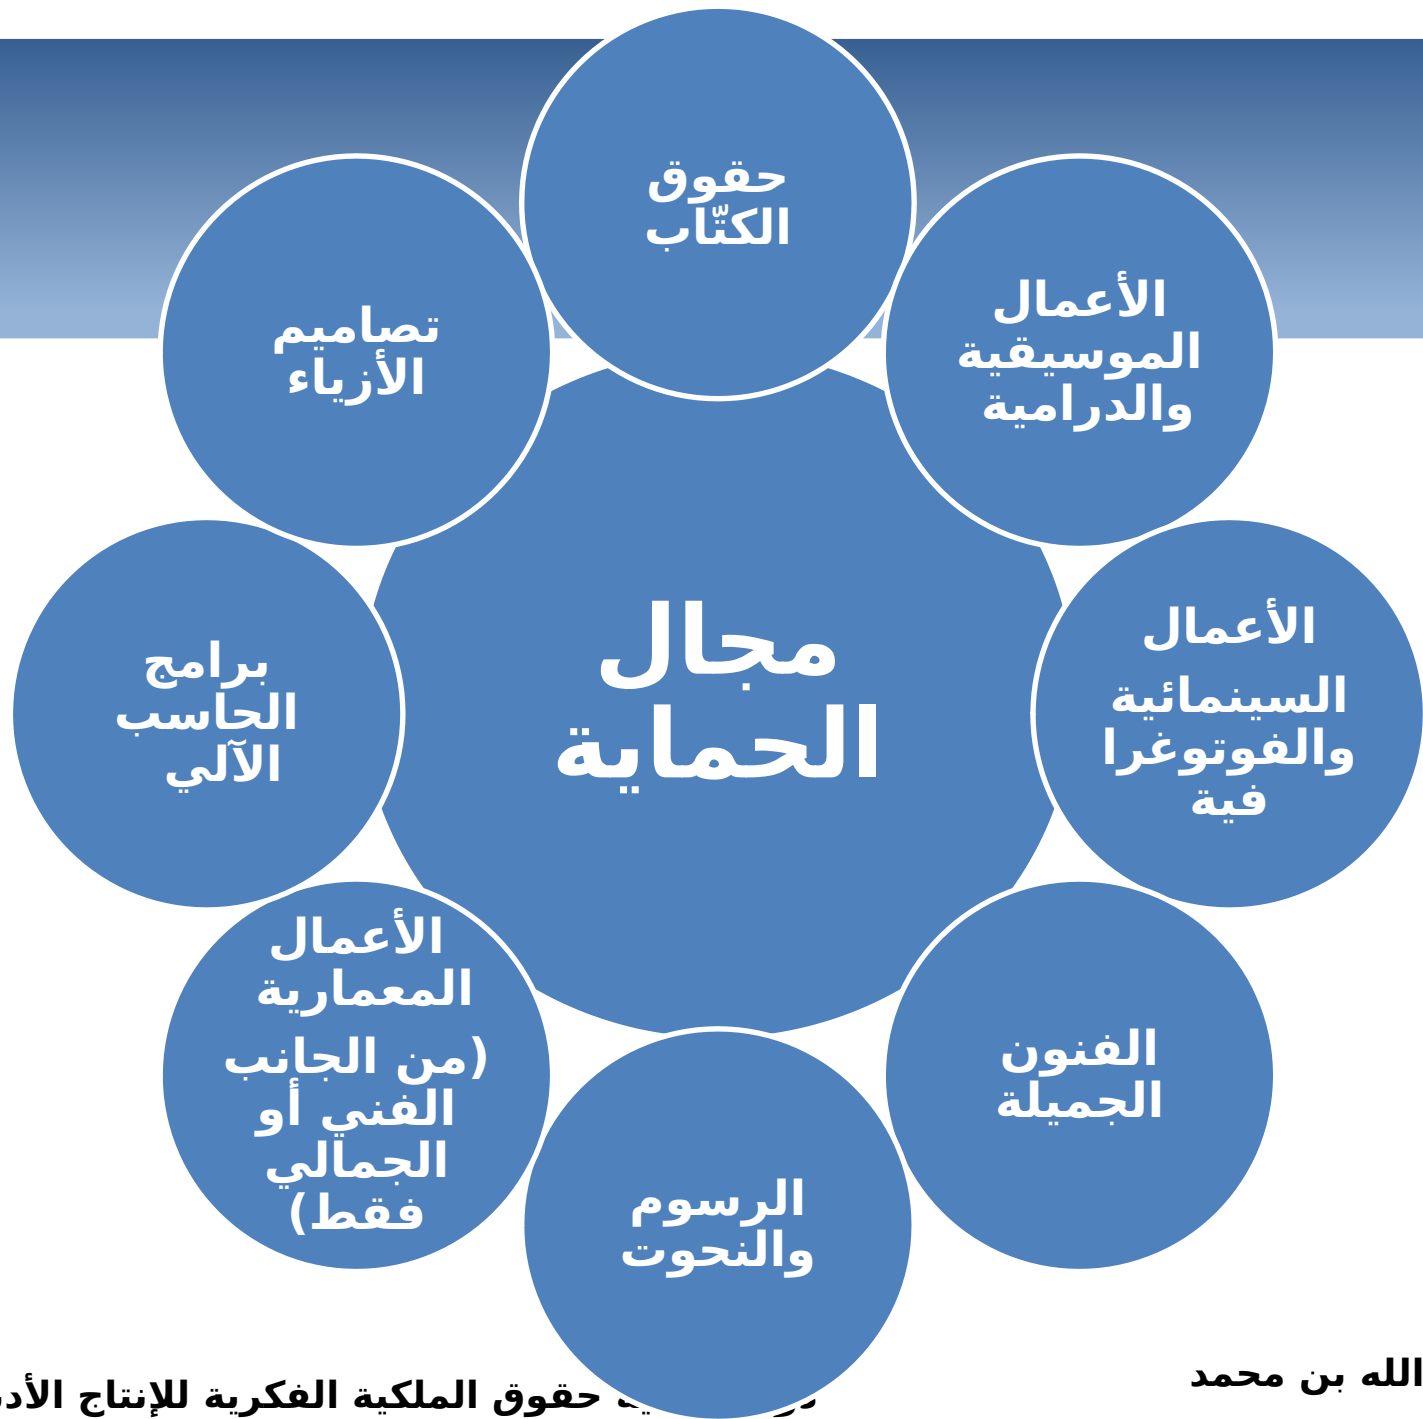 حقوق
الكتّاب
الأعمال
الموسيقية
والدرامية
الأعمال
السينمائية
والفوتوغرا
فية
الفنون
الجميلة
الرسوم
والنحوت
الأعمال
المعمارية
(من الجانب
الفني أو
الجمالي
فقط)
برامج
الحاسب
الآلي
تصاميم
الأزياء
مجال
الحماية
الله بن محمد
حقوق الملكية الفكرية للإنتاج